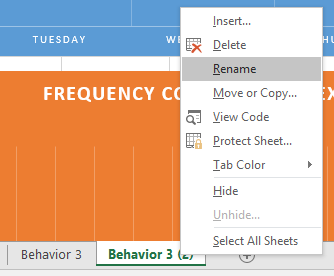 Insert...
Delete
TUESDAY
Rename
Move or Copy...
FREQUENCY
View Code
Protect Sheet...
Tab Color
Hide
Unhide...
Behavior 3
Behavior 3 (2)
Select All Sheets